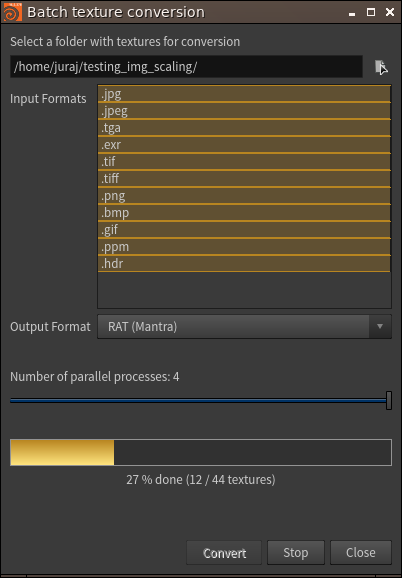 Batch texture conversion
Select a folder with textures for conversion
/home/juraj/testing_img_scaling/
Input Formats
.jpg
.jpeg
.tga
.exr
.tif
.tiff
.png
.bmp
.gif
.ppm
.hdr
Output Format RAT (Mantra)
Number of parallel processes: 4
27 % done (12 / 44 textures)
Convert Stop Close